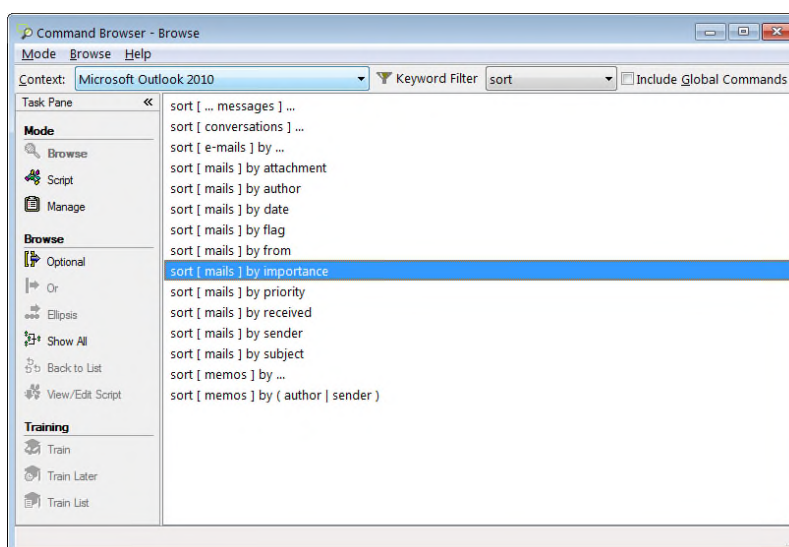 Command Browser - Browse
Mode Browse Help
Context: Microsoft Outlook 2010 Keyword Filter sort Include Global Commands
Task Pane «
Mode
Browse
Script
Manage
Browse
Optional
Or
Ellipsis
Show All
Back to List
View/Edit Script
Training
Train
Train Later
Train List
sort [ ... messages ] ...
sort [ conversations ] ...
sort [ e-mails ] by ...
sort [ mails ] by attachment
sort [ mails ] by author
sort [ mails ] by date
sort [ mails ] by flag
sort [ mails ] by from
sort [ mails ] by importance
sort [ mails ] by priority
sort [ mails ] by received
sort [ mails ] by sender
sort [ mails ] by subject
sort [ memos ] by ...
sort [ memos ] by ( author | sender )